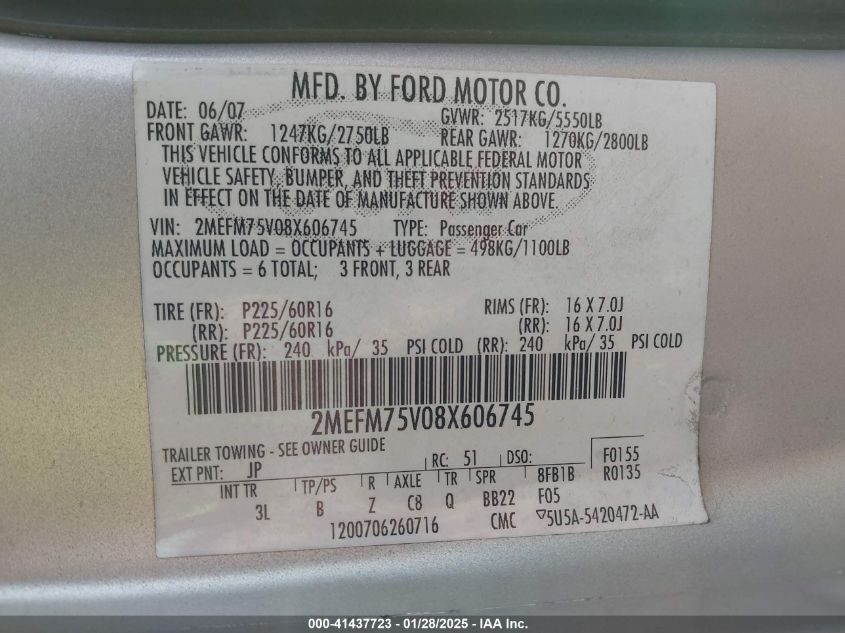 MFD. BY FORD MOTOR CO.
DATE: 06/07 GVWR: 2517KG/5550LB
FRONT GAWR: 1247KG/2750LB REAR GAWR: 1270KG/2800LB
THIS VEHICLE CONFORMS TO ALL APPLICABLE FEDERAL MOTOR
VEHICLE SAFETY, BUMPER, AND THEFT PREVENTION STANDARDS
IN EFFECT ON THE DATE OF MANUFACTURE SHOWN ABOVE.
VIN: 2MEFM75V08X606745 TYPE: Passenger Car
MAXIMUM LOAD = OCCUPANTS + LUGGAGE = 498KG/1100LB
OCCUPANTS = 6 TOTAL; 3 FRONT, 3 REAR
TIRE (FR): P225/60R16 RIMS (FR): 16 X 7.0J
(RR): P225/60R16 (RR): 16 X 7.0J
PRESSURE (FR): 240 kPa/ 35 PSI COLD (RR): 240 kPa/ 35 PSI COLD
2MEFM75V08X606745
TRAILER TOWING - SEE OWNER GUIDE
EXT PNT: JP RC: 51 DSO: F0155
INT TR TP/PS R AXLE TR SPR 8FB1B R0135
3L B Z C8 Q BB22 F05
1200706260716 CMC ▽5U5A-5420472-AA
000-41437723 - 01/28/2025 - IAA Inc.